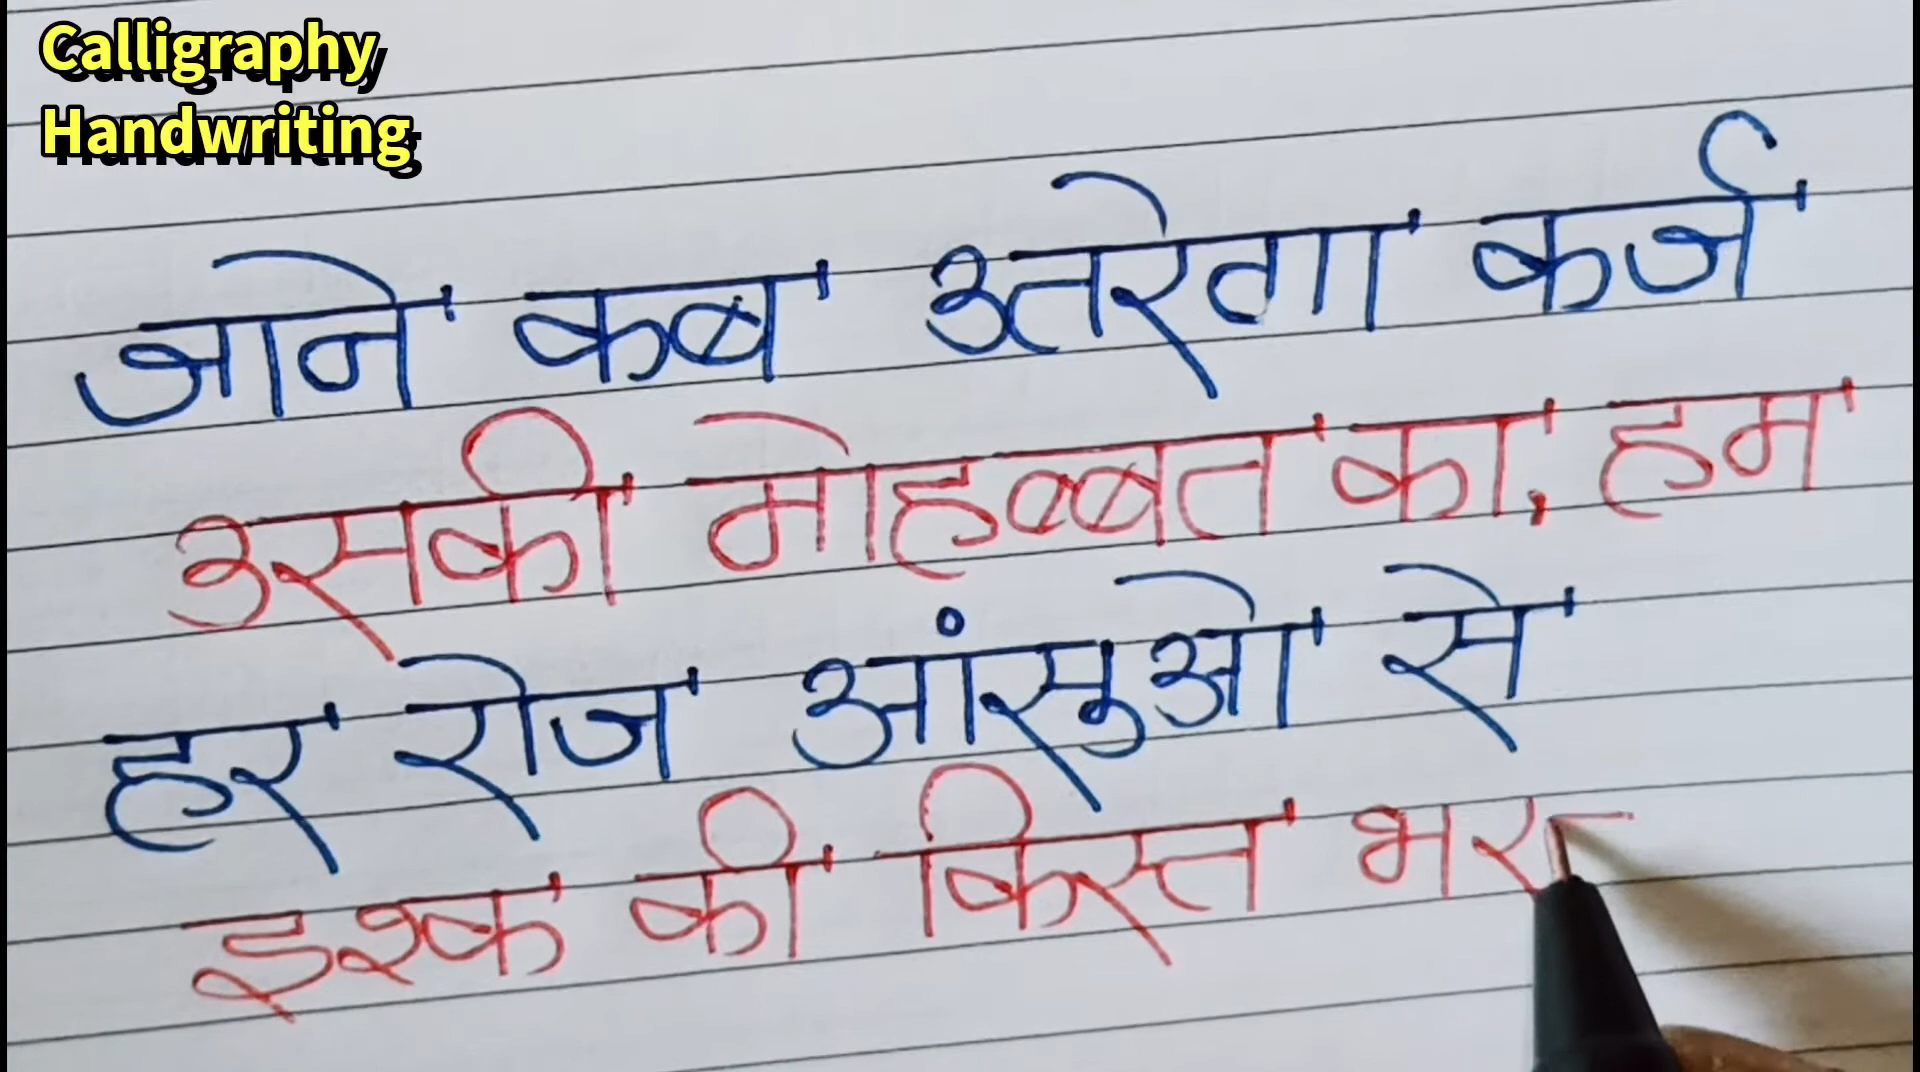 Calligraphy
Handwriting
जाने कब उतरेगा कर्ज
उसकी मोहब्बत का, हम
हर रोज आंसुओ से
इश्क की किस्त भर